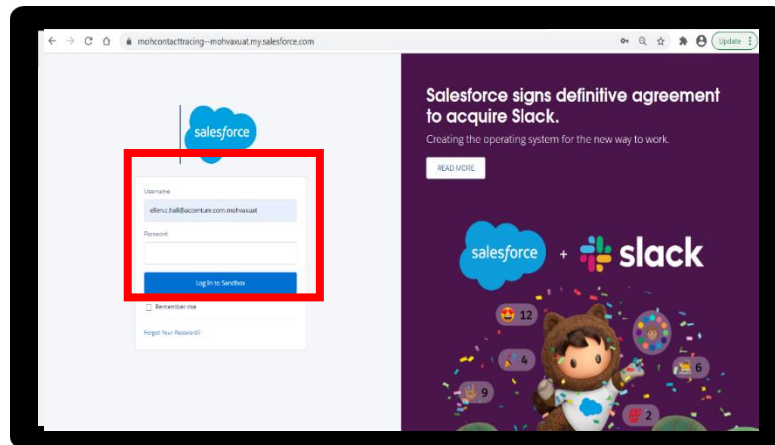 mohcontacttracing--mohvaxuat.my.salesforce.com
Update
salesforce
Username
ellen.c.hall@accenture.com.mohvaxuat
Password
Log In to Sandbox
Remember me
Forgot Your Password?
Salesforce signs definitive agreement
to acquire Slack.
Creating the operating system for the new way to work.
READ MORE
salesforce + slack
12
4
6
9
2